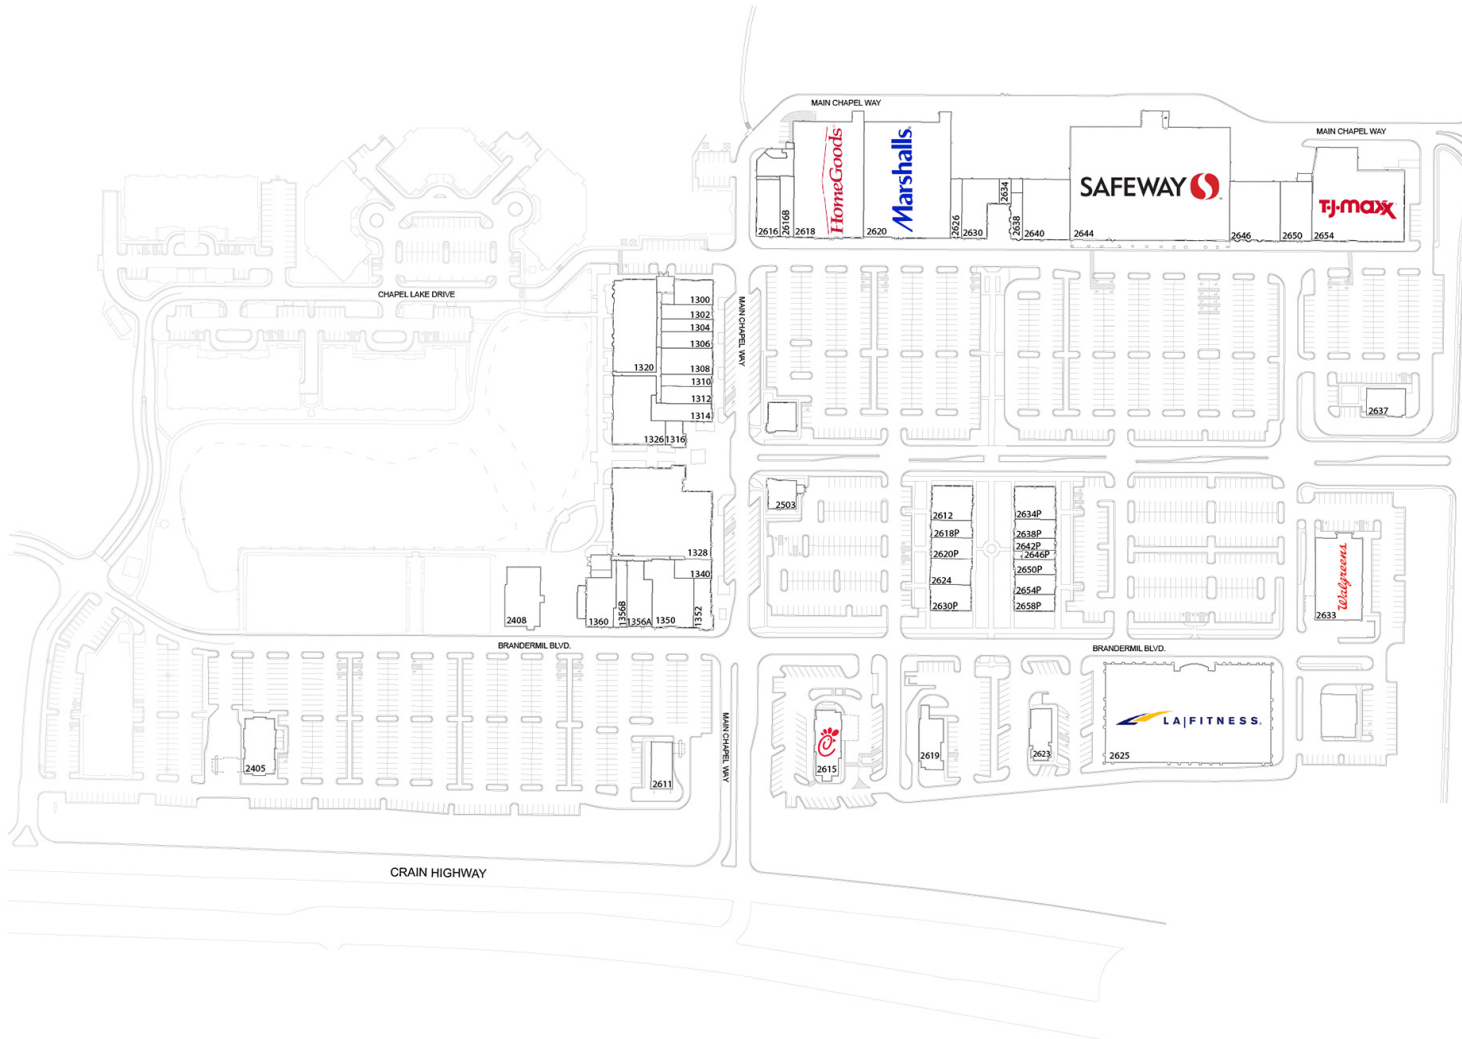 MAIN CHAPEL WAY
MAIN CHAPEL WAY
HomeGoods
Marshalls.
SAFEWAY
T·J·maxx
2616
2616B
2618
2620
2626
2630
2634
2638
2640
2644
2646
2650
2654
CHAPEL LAKE DRIVE
MAIN CHAPEL WAY
1300
1302
1304
1306
1320
1308
1310
1312
1314
1326
1316
2637
2503
2612
2618P
2620P
2624
2630P
2634P
2638P
2642P
2646P
2650P
2654P
2658P
Walgreens
2633
1328
1340
2408
1360
1356B
1356A
1350
1352
BRANDERMIL BLVD.
BRANDERMIL BLVD.
MAIN CHAPEL WAY
LA|FITNESS.
2405
2611
2615
2619
2623
2625
CRAIN HIGHWAY